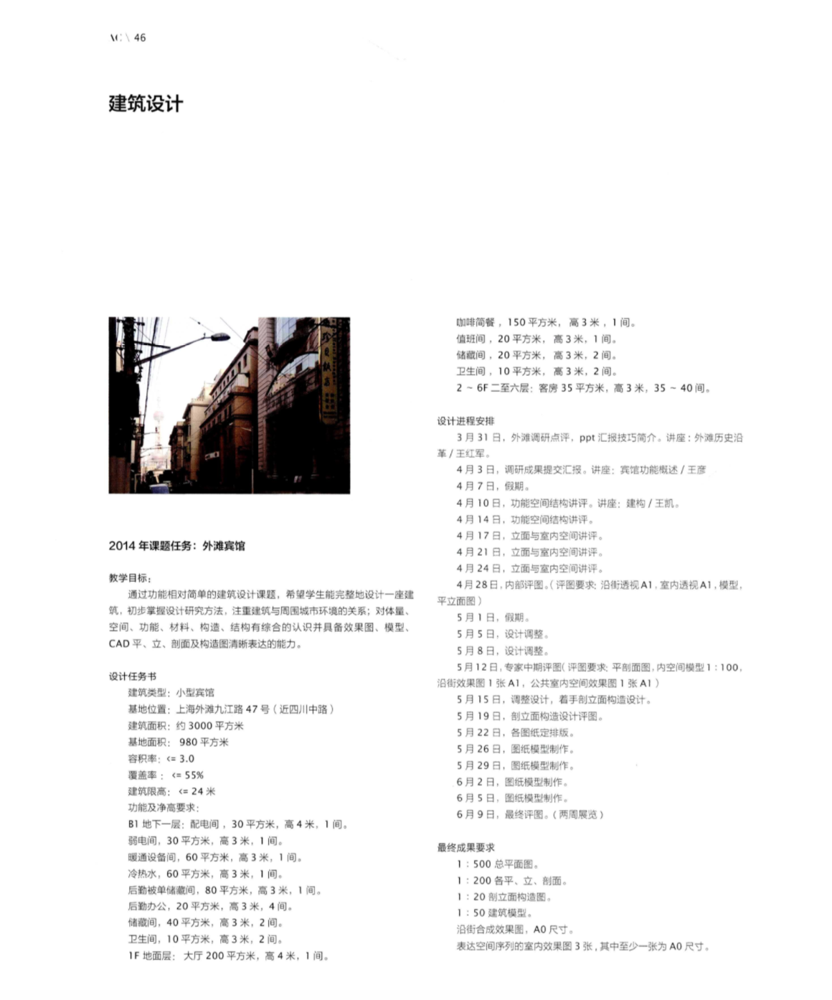 AC \ 46
建筑设计
珍贝纸店
2014 年课题任务：外滩宾馆
教学目标：
通过功能相对简单的建筑设计课题，希望学生能完整地设计一座建
筑，初步掌握设计研究方法，注重建筑与周围城市环境的关系；对体量、
空间、功能、材料、构造、结构有综合的认识并具备效果图、模型、
CAD 平、立、剖面及构造图清晰表达的能力。
设计任务书
建筑类型：小型宾馆
基地位置：上海外滩九江路 47 号（近四川中路）
建筑面积：约 3000 平方米
基地面积： 980 平方米
容积率：<= 3.0
覆盖率： <= 55%
建筑限高： <= 24 米
功能及净高要求：
B1 地下一层：配电间，30 平方米，高 4 米，1 间。
弱电间，30 平方米，高 3 米，1 间。
暖通设备间，60 平方米，高 3 米，1 间。
冷热水，60 平方米，高 3 米，1 间。
后勤被单储藏间，80 平方米，高 3 米，1 间。
后勤办公，20 平方米，高 3 米，4 间。
储藏间，40 平方米，高 3 米，2 间。
卫生间，10 平方米，高 3 米，2 间。
1F 地面层： 大厅 200 平方米，高 4 米，1 间。
咖啡简餐，150 平方米， 高 3 米，1 间。
值班间，20 平方米， 高 3 米，1 间。
储藏间，20 平方米， 高 3 米，2 间。
卫生间，10 平方米， 高 3 米，2 间。
2 ~ 6F 二至六层：客房 35 平方米，高 3 米，35 ~ 40 间。
设计进程安排
3 月 31 日，外滩调研点评，ppt 汇报技巧简介。讲座：外滩历史沿
革 / 王红军。
4 月 3 日，调研成果提交汇报。讲座：宾馆功能概述 / 王彦
4 月 7 日，假期。
4 月 10 日，功能空间结构讲评。讲座：建构 / 王凯。
4 月 14 日，功能空间结构讲评。
4 月 17 日，立面与室内空间讲评。
4 月 21 日，立面与室内空间讲评。
4 月 24 日，立面与室内空间讲评。
4月28日，内部评图。（评图要求：沿街透视A1，室内透视A1，模型，
平立面图）
5 月 1 日，假期。
5 月 5 日，设计调整。
5 月 8 日，设计调整。
5月12日，专家中期评图（评图要求：平剖面图，内空间模型1：100，
沿街效果图 1 张 A1，公共室内空间效果图 1 张 A1）
5 月 15 日，调整设计，着手剖立面构造设计。
5 月 19 日，剖立面构造设计评图。
5 月 22 日，各图纸定排版。
5 月 26 日，图纸模型制作。
5 月 29 日，图纸模型制作。
6 月 2 日，图纸模型制作。
6 月 5 日，图纸模型制作。
6 月 9 日，最终评图。（两周展览）
最终成果要求
1：500 总平面图。
1：200 各平、立、剖面。
1：20 剖立面构造图。
1：50 建筑模型。
沿街合成效果图，A0 尺寸。
表达空间序列的室内效果图 3 张，其中至少一张为 A0 尺寸。